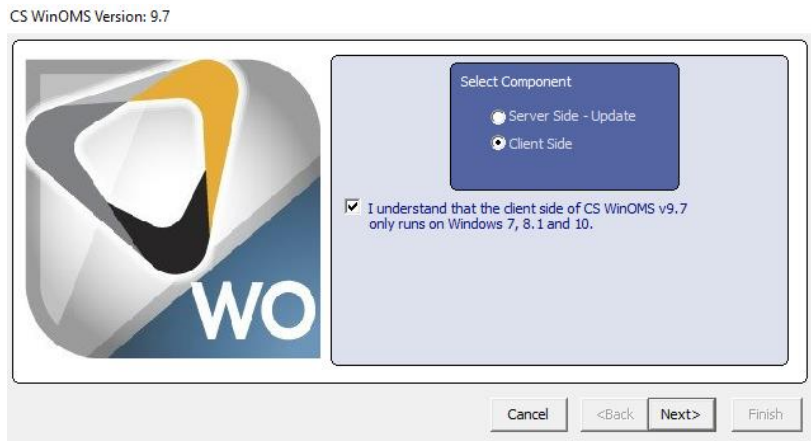 CS WinOMS Version: 9.7
Select Component
Server Side - Update
Client Side
I understand that the client side of CS WinOMS v9.7
only runs on Windows 7, 8.1 and 10.
WO
Cancel
<Back
Next>
Finish